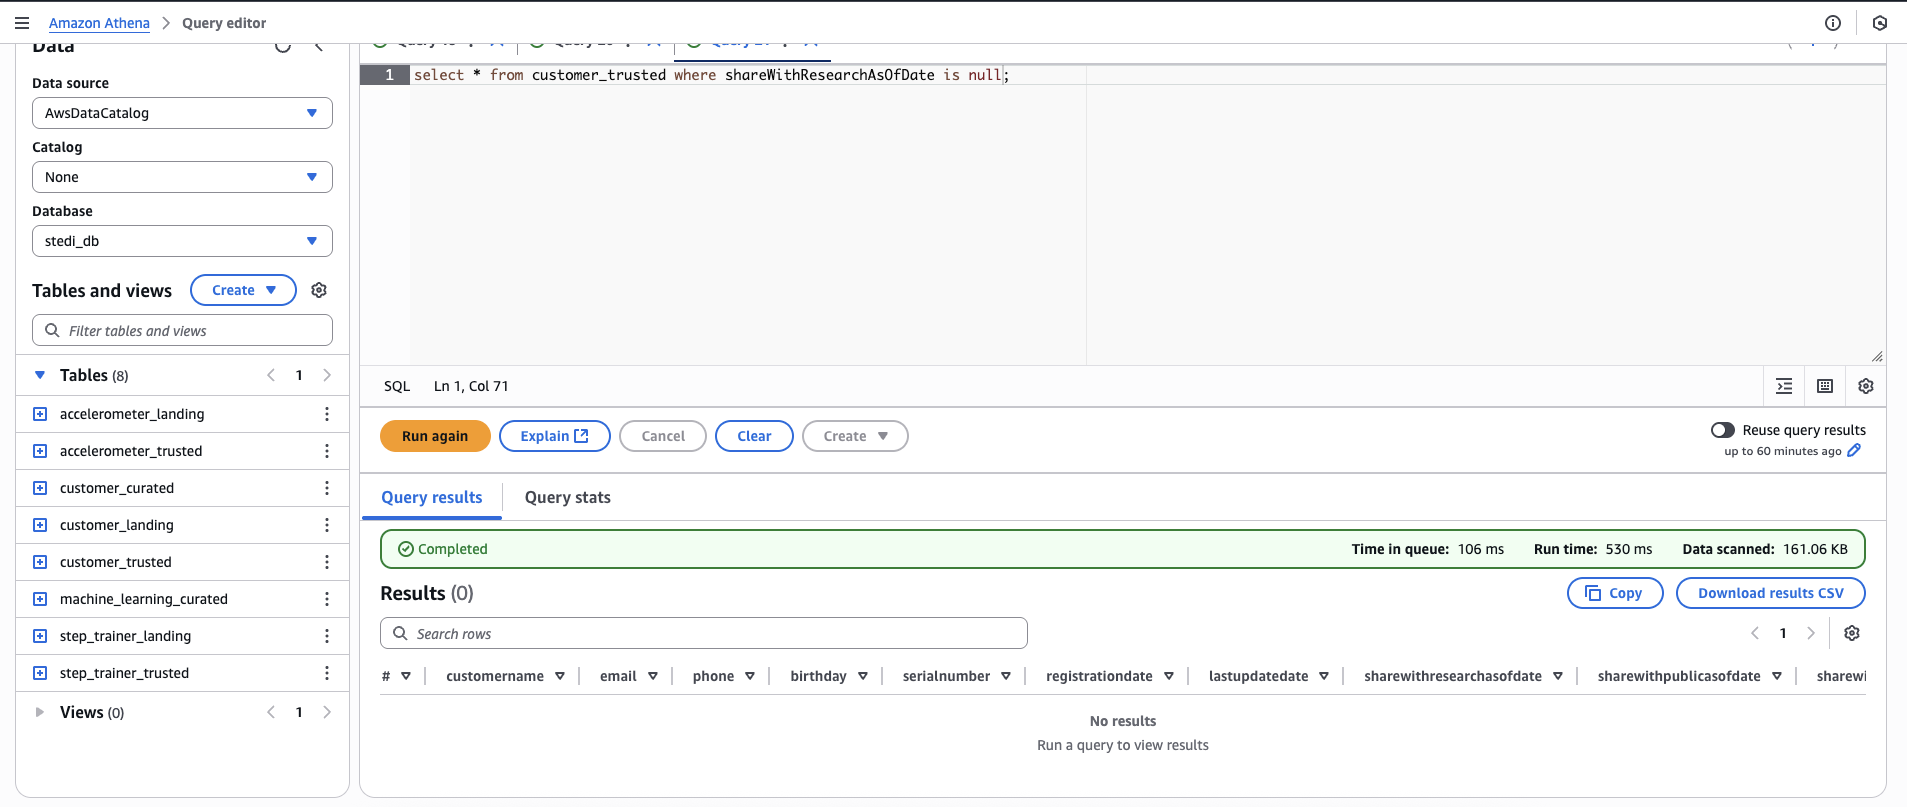 Amazon Athena
Query editor
Data
Data source
AwsDataCatalog
Catalog
None
Database
stedi_db
Tables and views
Create
Filter tables and views
Tables (8)
1
accelerometer_landing
accelerometer_trusted
customer_curated
customer_landing
customer_trusted
machine_learning_curated
step_trainer_landing
step_trainer_trusted
Views (0)
1
1 select * from customer_trusted where shareWithResearchAsOfDate is null;
SQL Ln 1, Col 71
Run again
Explain
Cancel
Clear
Create
Reuse query results
up to 60 minutes ago
Query results
Query stats
Completed
Time in queue: 106 ms Run time: 530 ms Data scanned: 161.06 KB
Results (0)
Copy
Download results CSV
Search rows
1
# customername email phone birthday serialnumber registrationdate lastupdatedate sharewithresearchasofdate sharewithpublicasofdate
No results
Run a query to view results